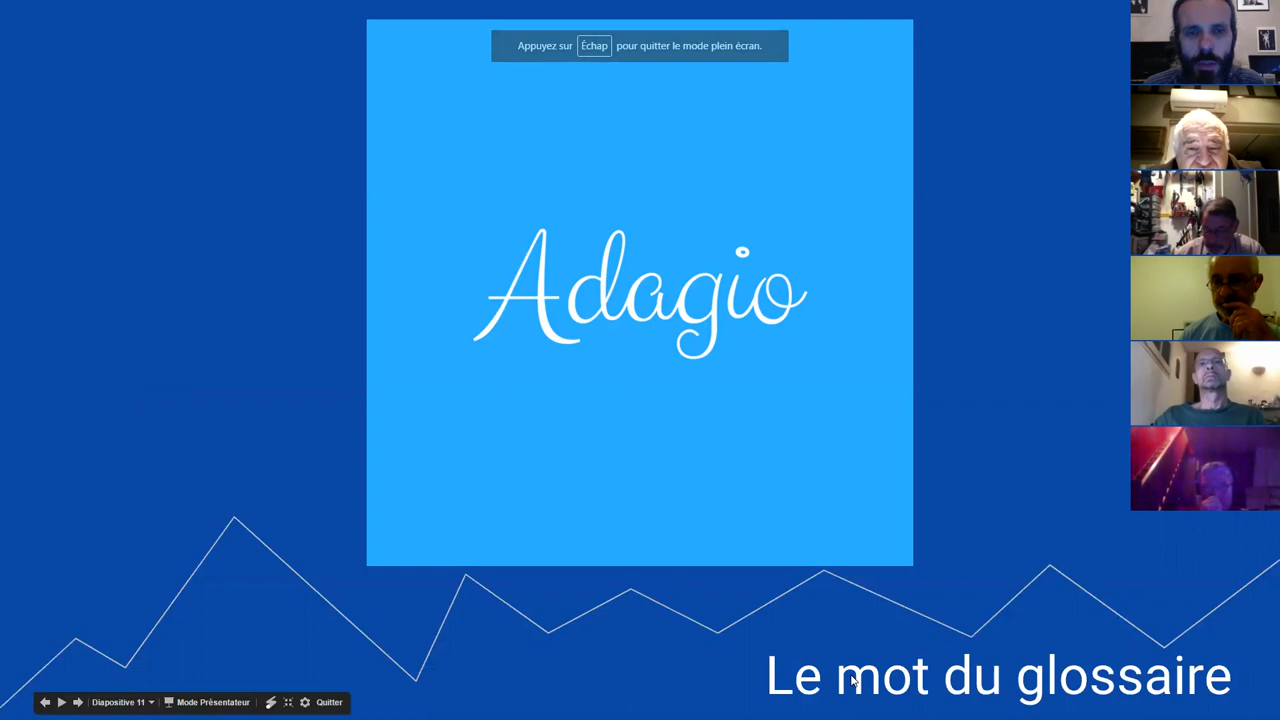 Appuyez sur Échap pour quitter le mode plein écran.
Adagio
Le mot du glossaire
Diapositive 11 Mode Présentateur Quitter